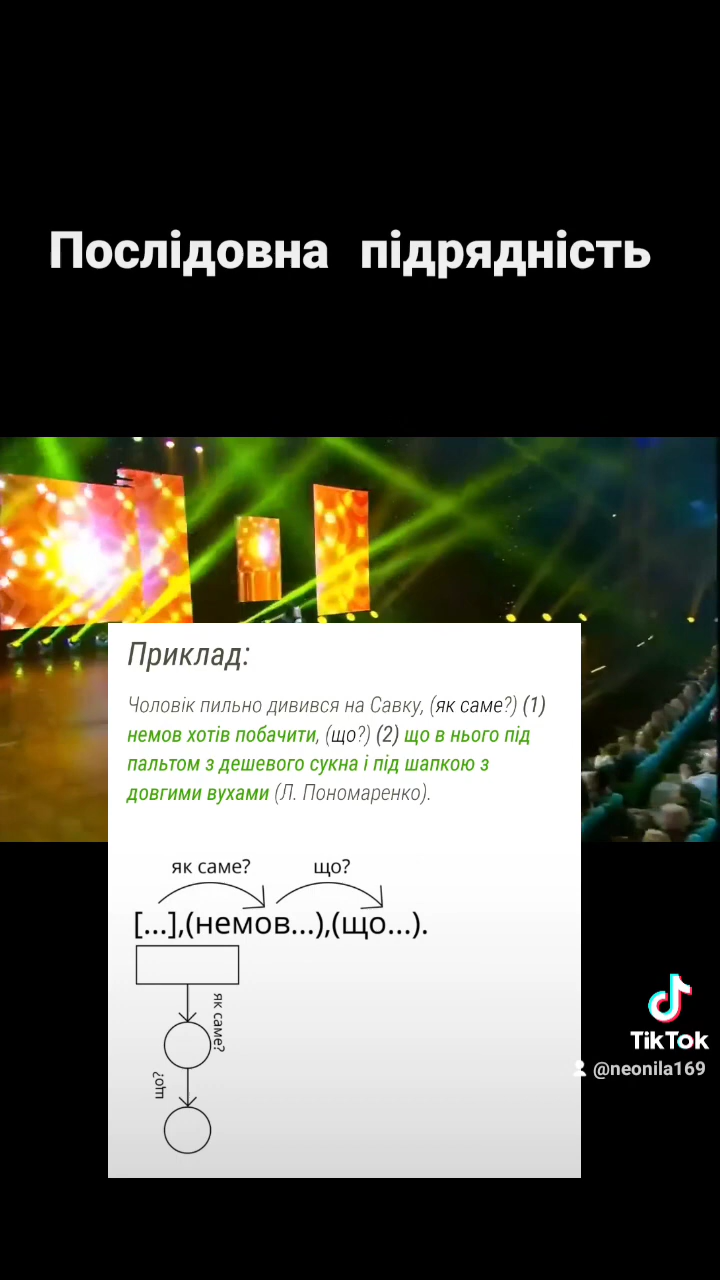 Послідовна підрядність
Приклад:
Чоловік пильно дивився на Савку, (як саме?) (1)
немов хотів побачити, (що?) (2) що в нього під
пальтом з дешевого сукна і під шапкою з
довгими вухами (Л. Пономаренко).
як саме? що?
[...],(немов...),(що...).
як саме?
що?
TikTok
@neonila169